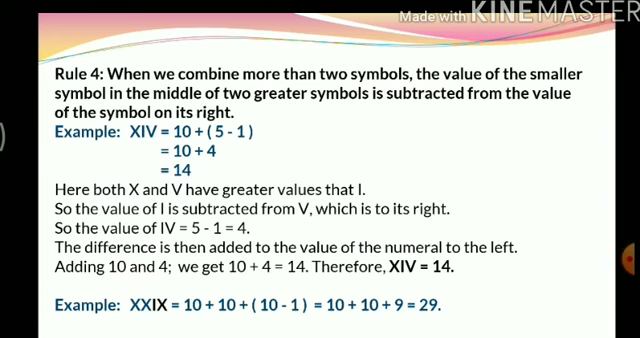 Made with KINEMASTER
Rule 4: When we combine more than two symbols, the value of the smaller
symbol in the middle of two greater symbols is subtracted from the value
of the symbol on its right.
Example: XIV = 10 + ( 5 - 1 )
= 10 + 4
= 14
Here both X and V have greater values that I.
So the value of I is subtracted from V, which is to its right.
So the value of IV = 5 - 1 = 4.
The difference is then added to the value of the numeral to the left.
Adding 10 and 4; we get 10 + 4 = 14. Therefore, XIV = 14.
Example: XXIX = 10 + 10 + ( 10 - 1 ) = 10 + 10 + 9 = 29.